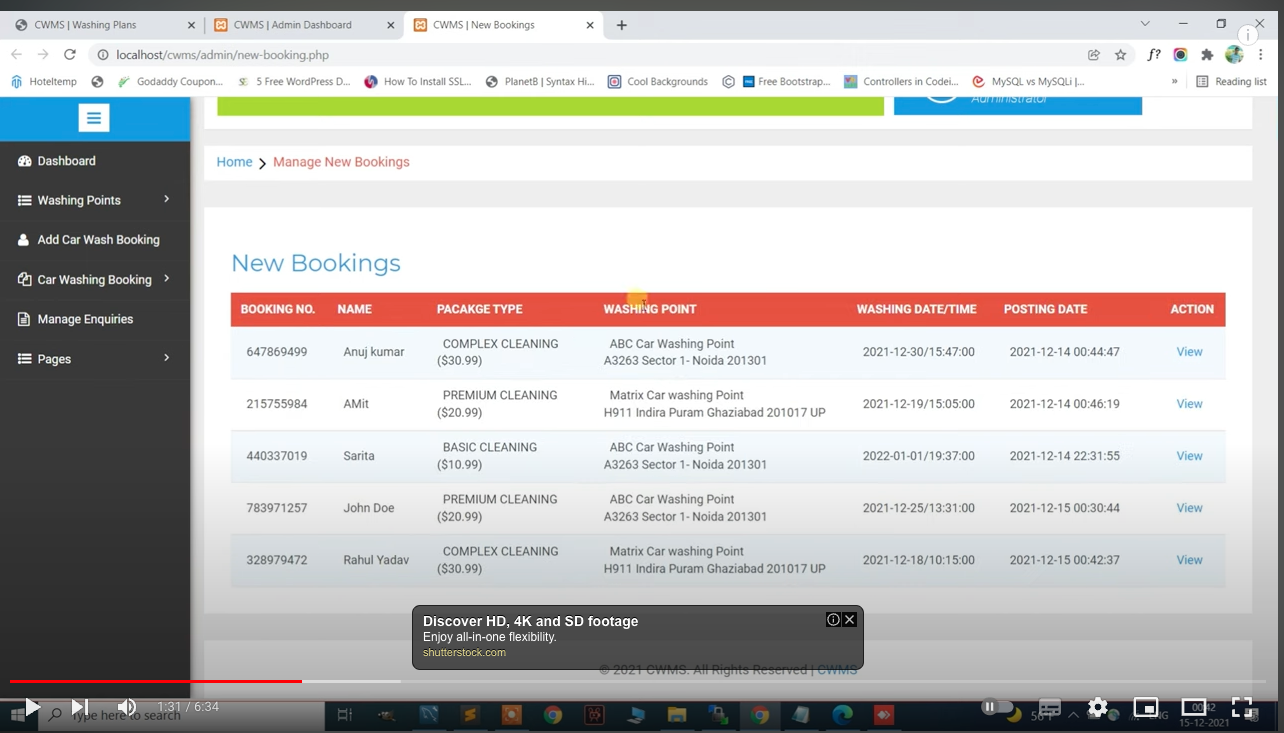 CWMS | Washing Plans
CWMS | Admin Dashboard
CWMS | New Bookings
localhost/cwms/admin/new-booking.php
f?
Hoteltemp
Godaddy Coupon...
5 Free WordPress D...
How To Install SSL...
PlanetB | Syntax Hi...
Cool Backgrounds
Free Bootstrap...
Controllers in Codei...
MySQL vs MySQLi |...
»
Reading list
Administrator
Dashboard
Washing Points
Add Car Wash Booking
Car Washing Booking
Manage Enquiries
Pages
Home
Manage New Bookings
New Bookings
BOOKING NO. NAME PACAKGE TYPE WASHING POINT WASHING DATE/TIME POSTING DATE ACTION
647869499 Anuj kumar COMPLEX CLEANING ($30.99) ABC Car Washing Point A3263 Sector 1- Noida 201301 2021-12-30/15:47:00 2021-12-14 00:44:47 View
215755984 AMit PREMIUM CLEANING ($20.99) Matrix Car washing Point H911 Indira Puram Ghaziabad 201017 UP 2021-12-19/15:05:00 2021-12-14 00:46:19 View
440337019 Sarita BASIC CLEANING ($10.99) ABC Car Washing Point A3263 Sector 1- Noida 201301 2022-01-01/19:37:00 2021-12-14 22:31:55 View
783971257 John Doe PREMIUM CLEANING ($20.99) ABC Car Washing Point A3263 Sector 1- Noida 201301 2021-12-25/13:31:00 2021-12-15 00:30:44 View
328979472 Rahul Yadav COMPLEX CLEANING ($30.99) Matrix Car washing Point H911 Indira Puram Ghaziabad 201017 UP 2021-12-18/10:15:00 2021-12-15 00:42:37 View
Discover HD, 4K and SD footage
Enjoy all-in-one flexibility.
shutterstock.com
© 2021 CWMS. All Rights Reserved | CWMS
1:31 / 6:34
Type here to search
ENG
00:42
15-12-2021